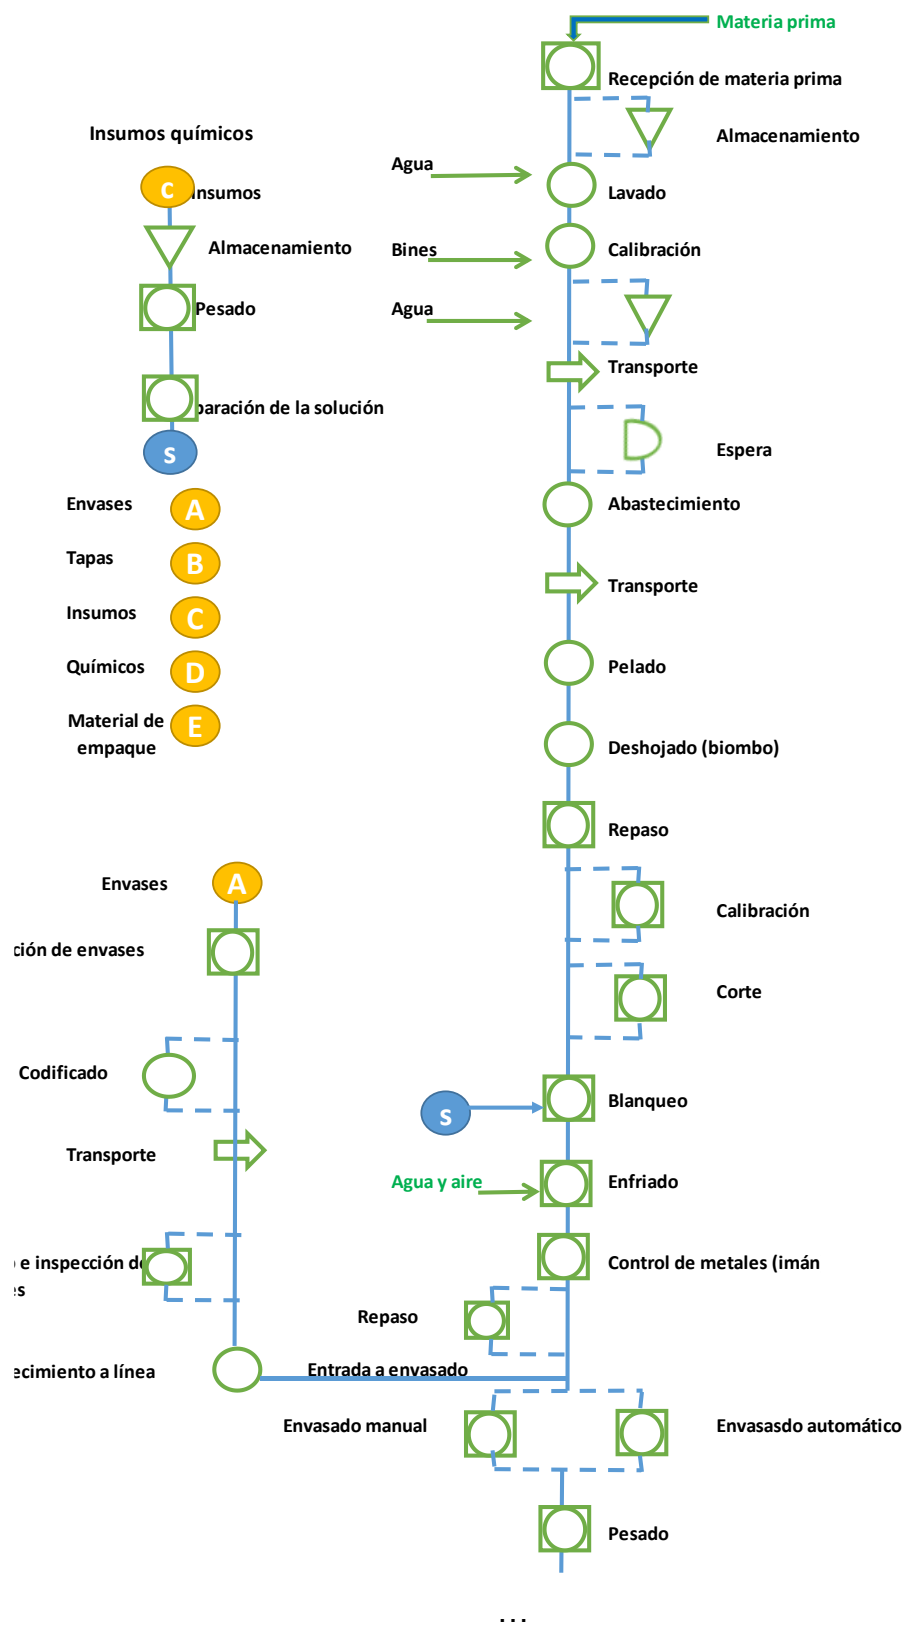 Materia prima
Recepción de materia prima
Almacenamiento
Insumos químicos
Agua
c
Insumos
Lavado
Almacenamiento
Bines
Calibración
Pesado
Agua
Transporte
paración de la solución
s
Espera
Envases A
Abastecimiento
Tapas B
Transporte
Insumos C
Químicos D
Pelado
Material de
empaque
E
Deshojado (biombo)
Repaso
Envases A
Calibración
ción de envases
Corte
Codificado
Blanqueo
s
Transporte
Agua y aire
Enfriado
e inspección de
es
Control de metales (imán
Repaso
ecimiento a línea
Entrada a envasado
Envasado manual
Envasasdo automático
Pesado
...